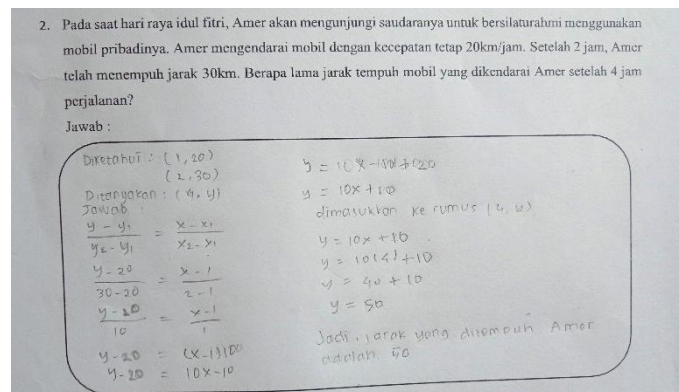 2. Pada saat hari raya idul fitri, Amer akan mengunjungi saudaranya untuk bersilaturahmi menggunakan
mobil pribadinya. Amer mengendarai mobil dengan kecepatan tetap 20km/jam. Setelah 2 jam, Amer
telah menempuh jarak 30km. Berapa lama jarak tempuh mobil yang dikendarai Amer setelah 4 jam
perjalanan?
Jawab :
Diketahui : (1,20)
(2,30)
Ditanyakan : (4, y)
Jawab :
y - y₁ / y₂ - y₁ = x - x₁ / x₂ - x₁
y - 20 / 30 - 20 = x - 1 / 2 - 1
y - 20 / 10 = x - 1 / 1
y - 20 = (x - 1)10
y - 20 = 10x - 10
y = 10x - 10 + 20
y = 10x + 10
dimasukkan ke rumus
y = 10x + 10
y = 10(4) + 10
y = 40 + 10
y = 50
Jadi, jarak yang ditempuh Amer
adalah 50